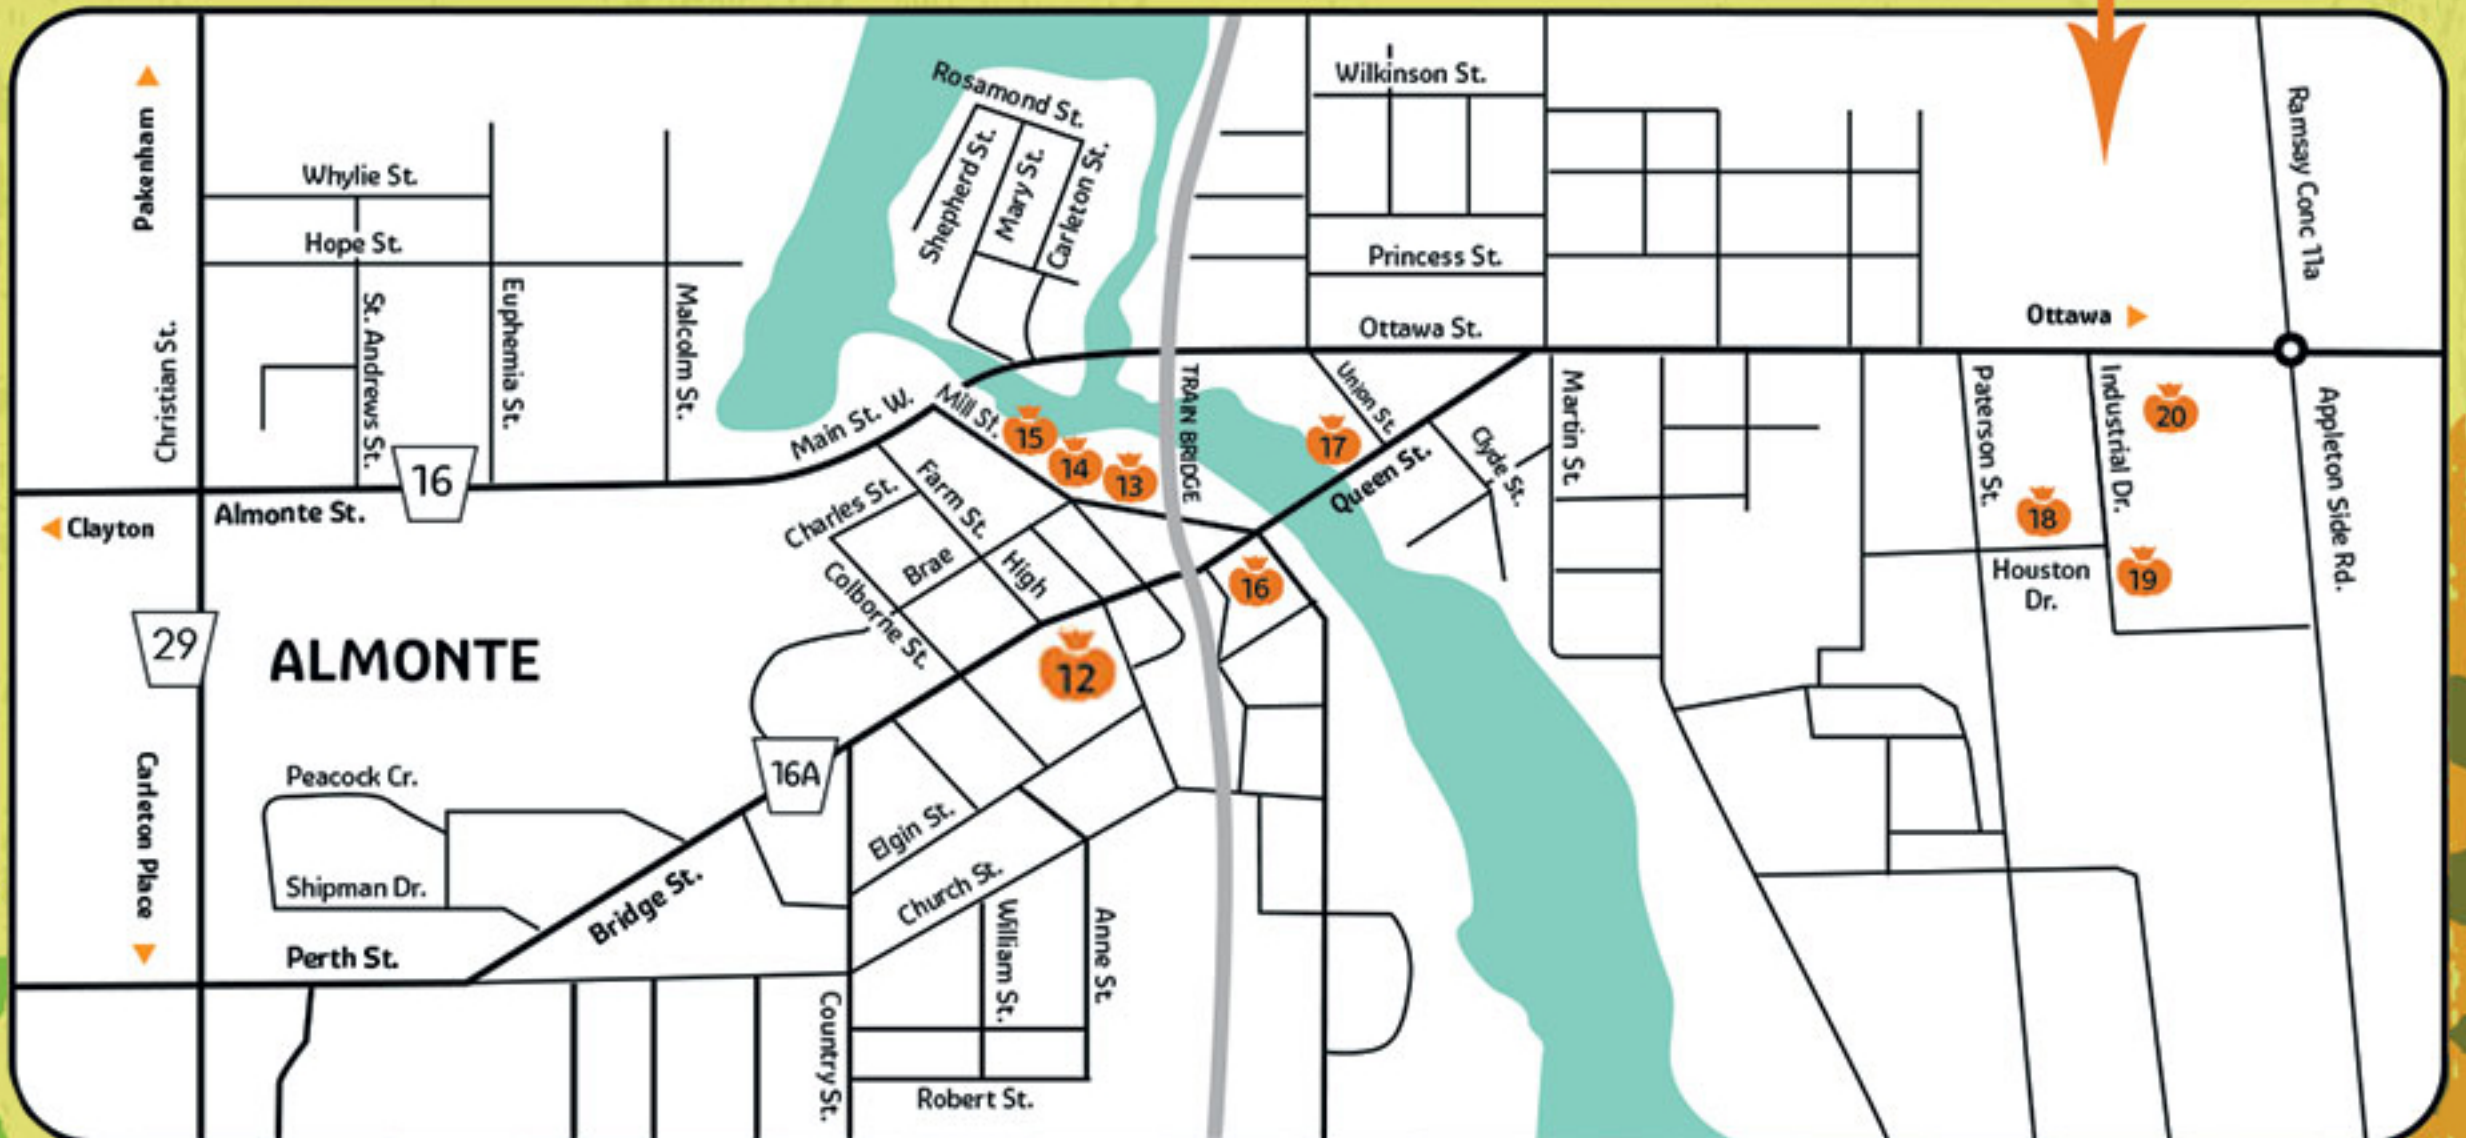 Pakenham
Christian St.
Whylie St.
Hope St.
St. Andrews St.
Euphemia St.
Malcolm St.
Rosamond St.
Shepherd St.
Mary St.
Carleton St.
Wilkinson St.
Princess St.
Ottawa St.
Ottawa
Ramsay Conc 11a
16
Almonte St.
Clayton
Main St. W.
Mill St.
15
14
13
TRAIN BRIDGE
17
Union St.
Queen St.
Clyde St.
Martin St
Paterson St.
Industrial Dr.
20
18
19
Houston
Dr.
Appleton Side Rd.
29
ALMONTE
Charles St.
Farm St.
Brae
High
Colborne St.
16
12
16A
Carleton Place
Peacock Cr.
Shipman Dr.
Perth St.
Bridge St.
Elgin St.
Church St.
William St.
Anne St.
Country St.
Robert St.